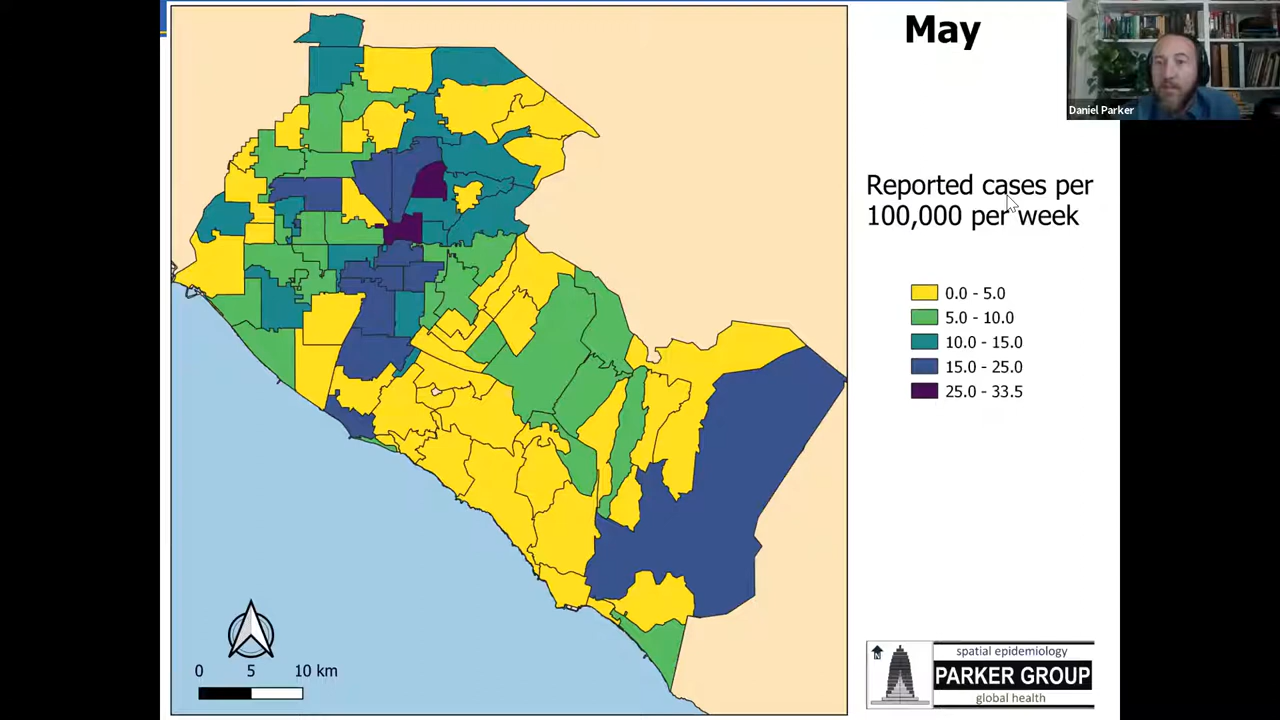 May
Daniel Parker
Reported cases per
100,000 per week
0.0 - 5.0
5.0 - 10.0
10.0 - 15.0
15.0 - 25.0
25.0 - 33.5
0 5 10 km
N
spatial epidemiology
PARKER GROUP
global health